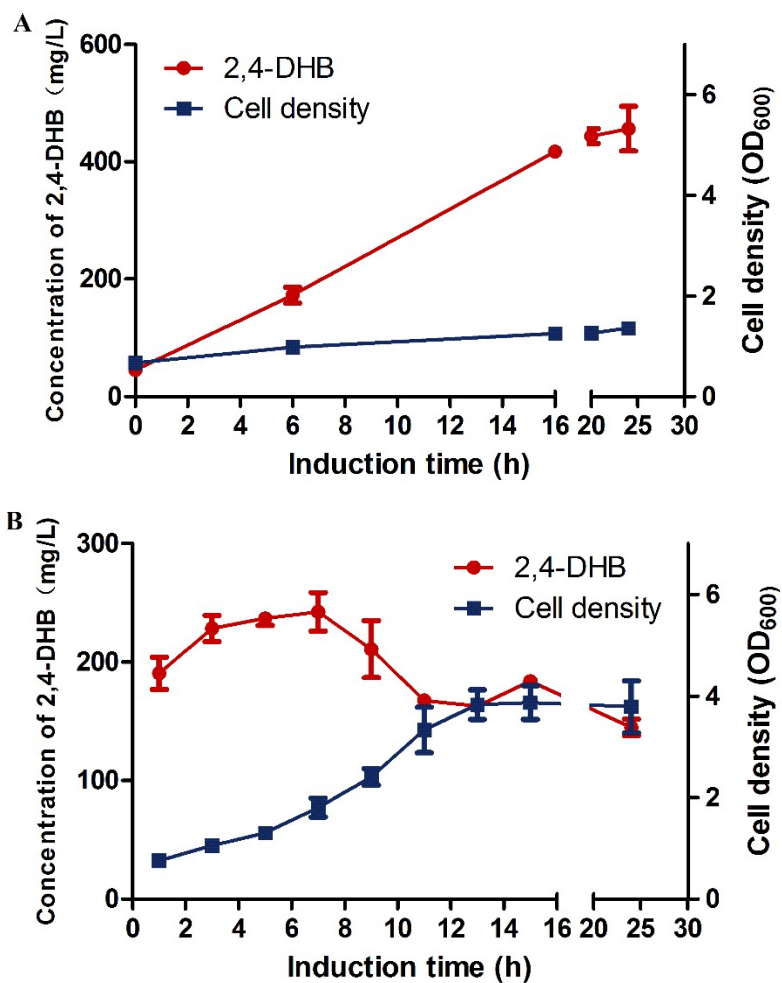 A
600
400
200
0
Concentration of 2,4-DHB（mg/L）
2,4-DHB
Cell density
6
4
2
0
Cell density (OD600)
0 2 4 6 8 10 12 14 16 20 25 30
Induction time (h)
B
300
200
100
0
Concentration of 2,4-DHB（mg/L）
2,4-DHB
Cell density
6
4
2
0
Cell density (OD600)
0 2 4 6 8 10 12 14 16 20 25 30
Induction time (h)